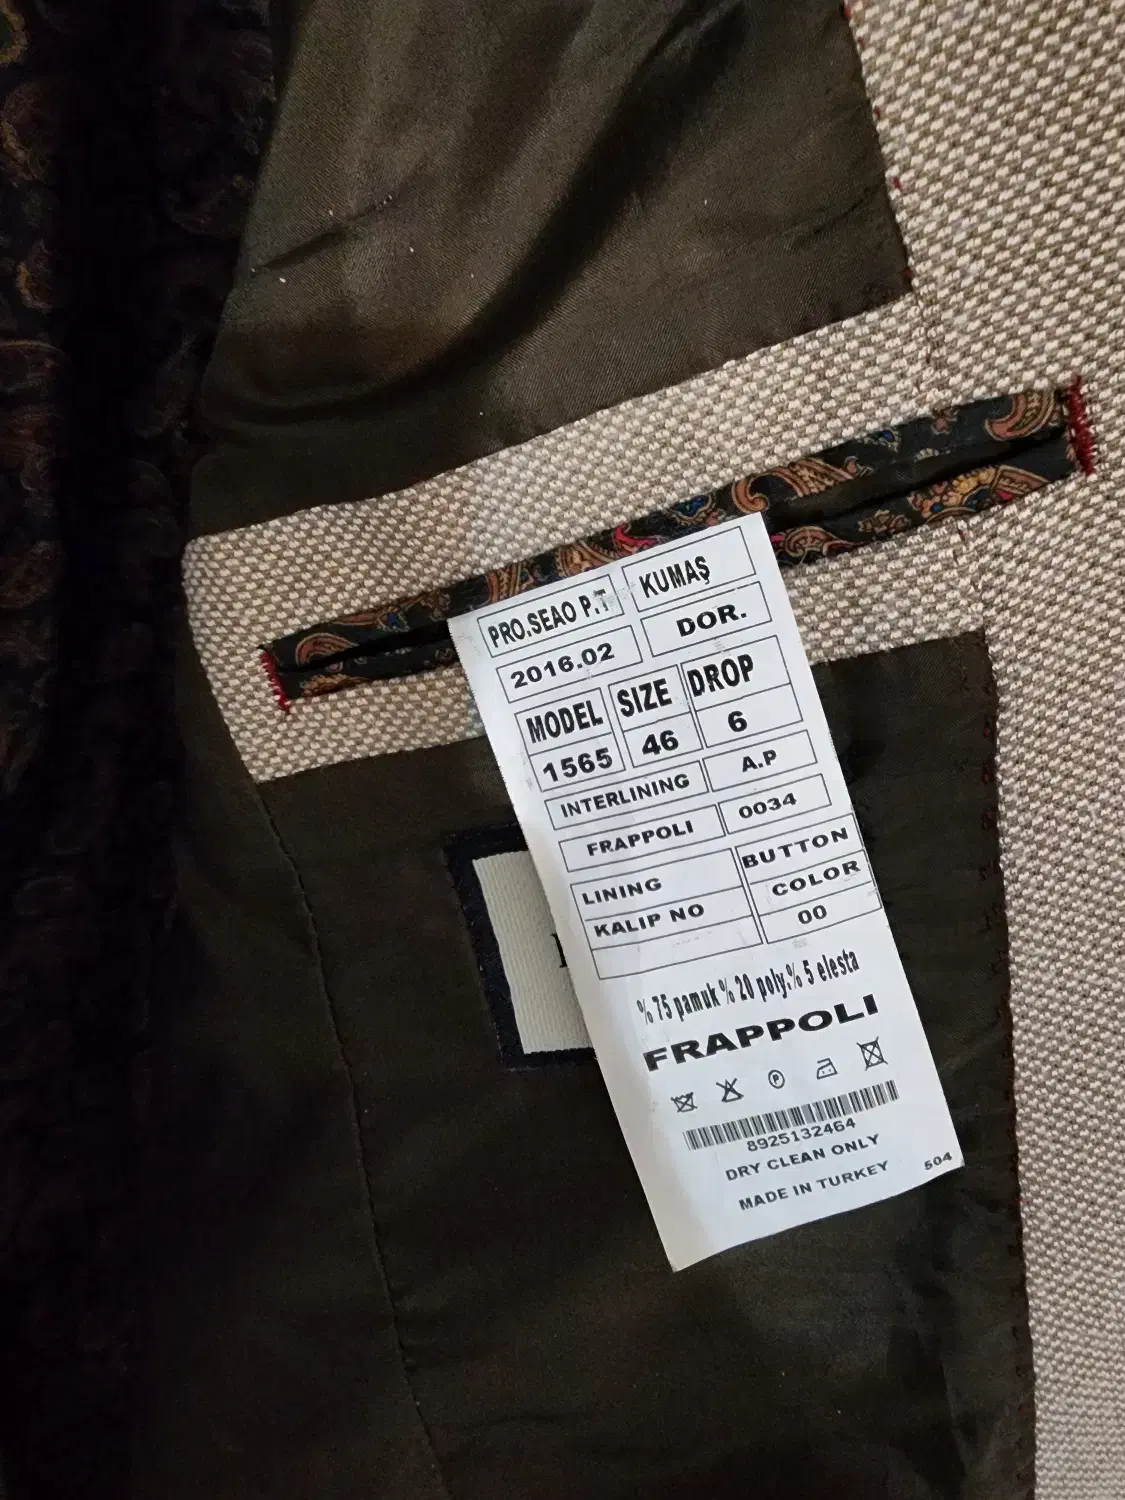 PRO.SEAO P.T KUMAŞ
2016.02 DOR.
MODEL SIZE DROP
1565 46 6
INTERLINING A.P
FRAPPOLI 0034
LINING BUTTON
KALIP NO COLOR
00
% 75 pamuk % 20 poly.% 5 elesta
FRAPPOLI
8925132464
DRY CLEAN ONLY
MADE IN TURKEY 504